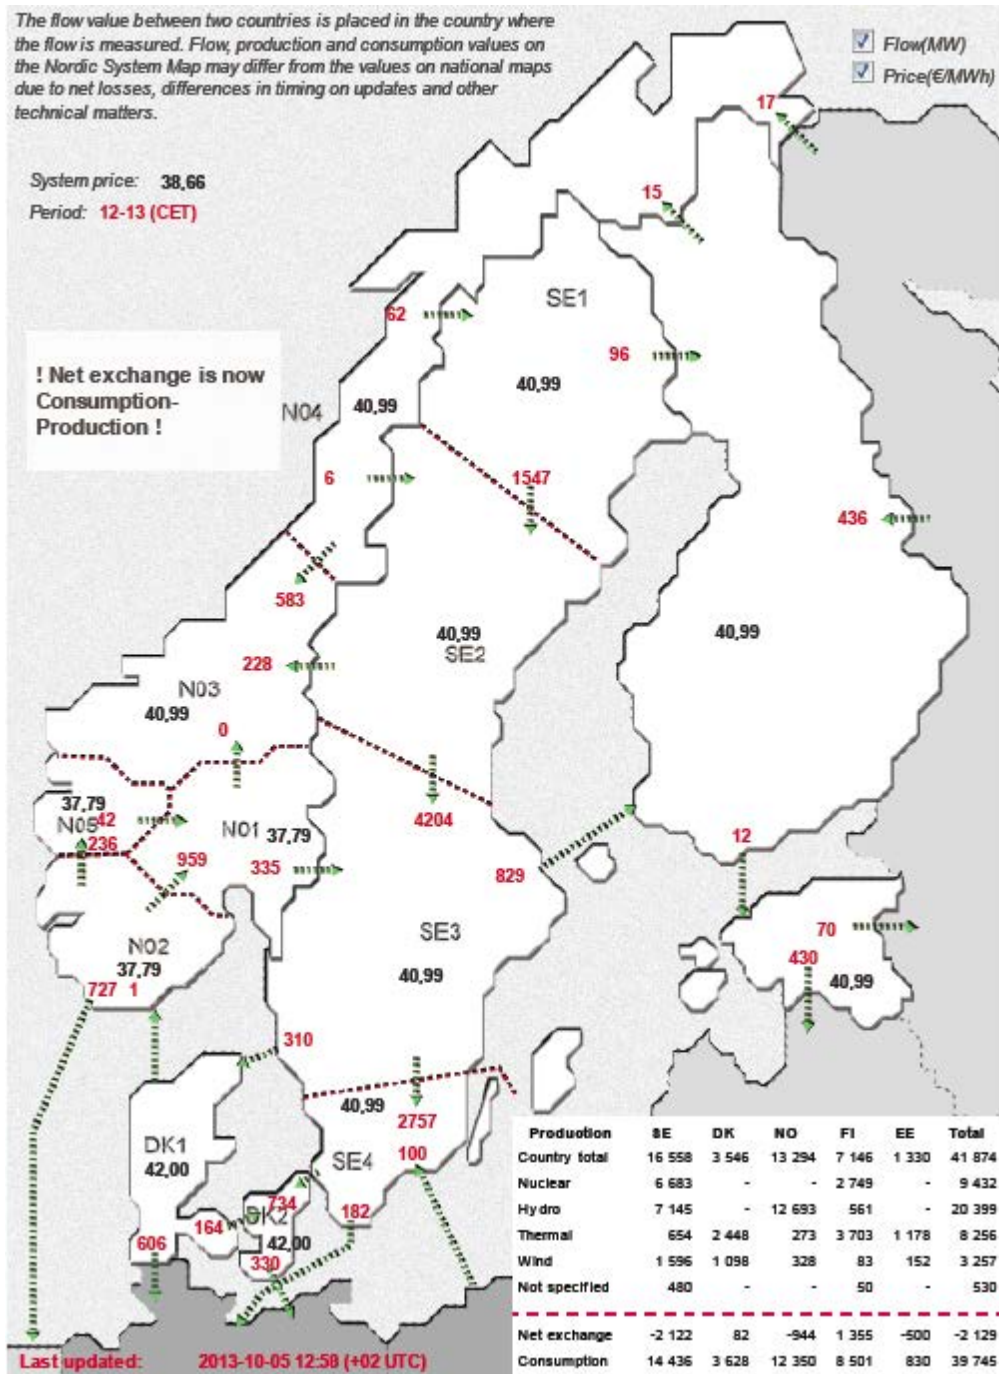 The flow value between two countries is placed in the country where
the flow is measured. Flow, production and consumption values on
the Nordic System Map may differ from the values on national maps
due to net losses, differences in timing on updates and other
technical matters.
Flow(MW)
Price(€/MWh)
17
System price: 38,66
Period: 12-13 (CET)
15
SE1
62
96
! Net exchange is now
Consumption-
Production !
40,99
N04
40,99
6
1547
436
583
40,99
SE2
40,99
228
N03
40,99
0
37,79
N05
42
236
N01
37,79
4204
12
959
335
829
SE3
70
N02
37,79
40,99
430
40,99
727
1
310
40,99
2757
DK1
42,00
SE4
100
734
DK2
164
182
42,00
606
330
Production SE DK NO FI EE Total
Country total 16 558 3 546 13 294 7 146 1 330 41 874
Nuclear 6 683 - - 2 749 - 9 432
Hydro 7 145 - 12 693 561 - 20 399
Thermal 654 2 448 273 3 703 1 178 8 256
Wind 1 596 1 098 328 83 152 3 257
Not specified 480 - - 50 - 530
Net exchange -2 122 82 -944 1 355 -500 -2 129
Consumption 14 436 3 628 12 350 8 501 830 39 745
Last updated: 2013-10-05 12:58 (+02 UTC)